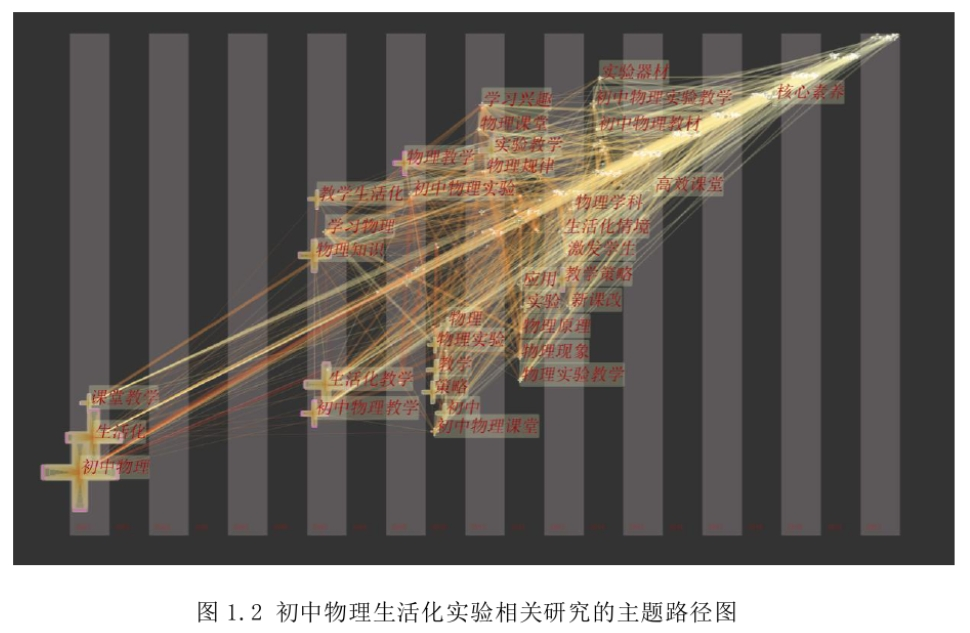 实验器材
核心素养
学习兴趣
初中物理实验教学
物理课堂
初中物理教材
实验教学
物理教学
物理规律
高效课堂
教学生活化
初中物理实验
物理学科
学习物理
生活化情境
物理知识
激发学生
应用
教学策略
实验
新课改
物理
物理原理
物理实验
物理现象
教学
物理实验教学
生活化教学
策略
课堂教学
初中物理教学
初中
初中物理课堂
生活化
初中物理
图 1.2 初中物理生活化实验相关研究的主题路径图